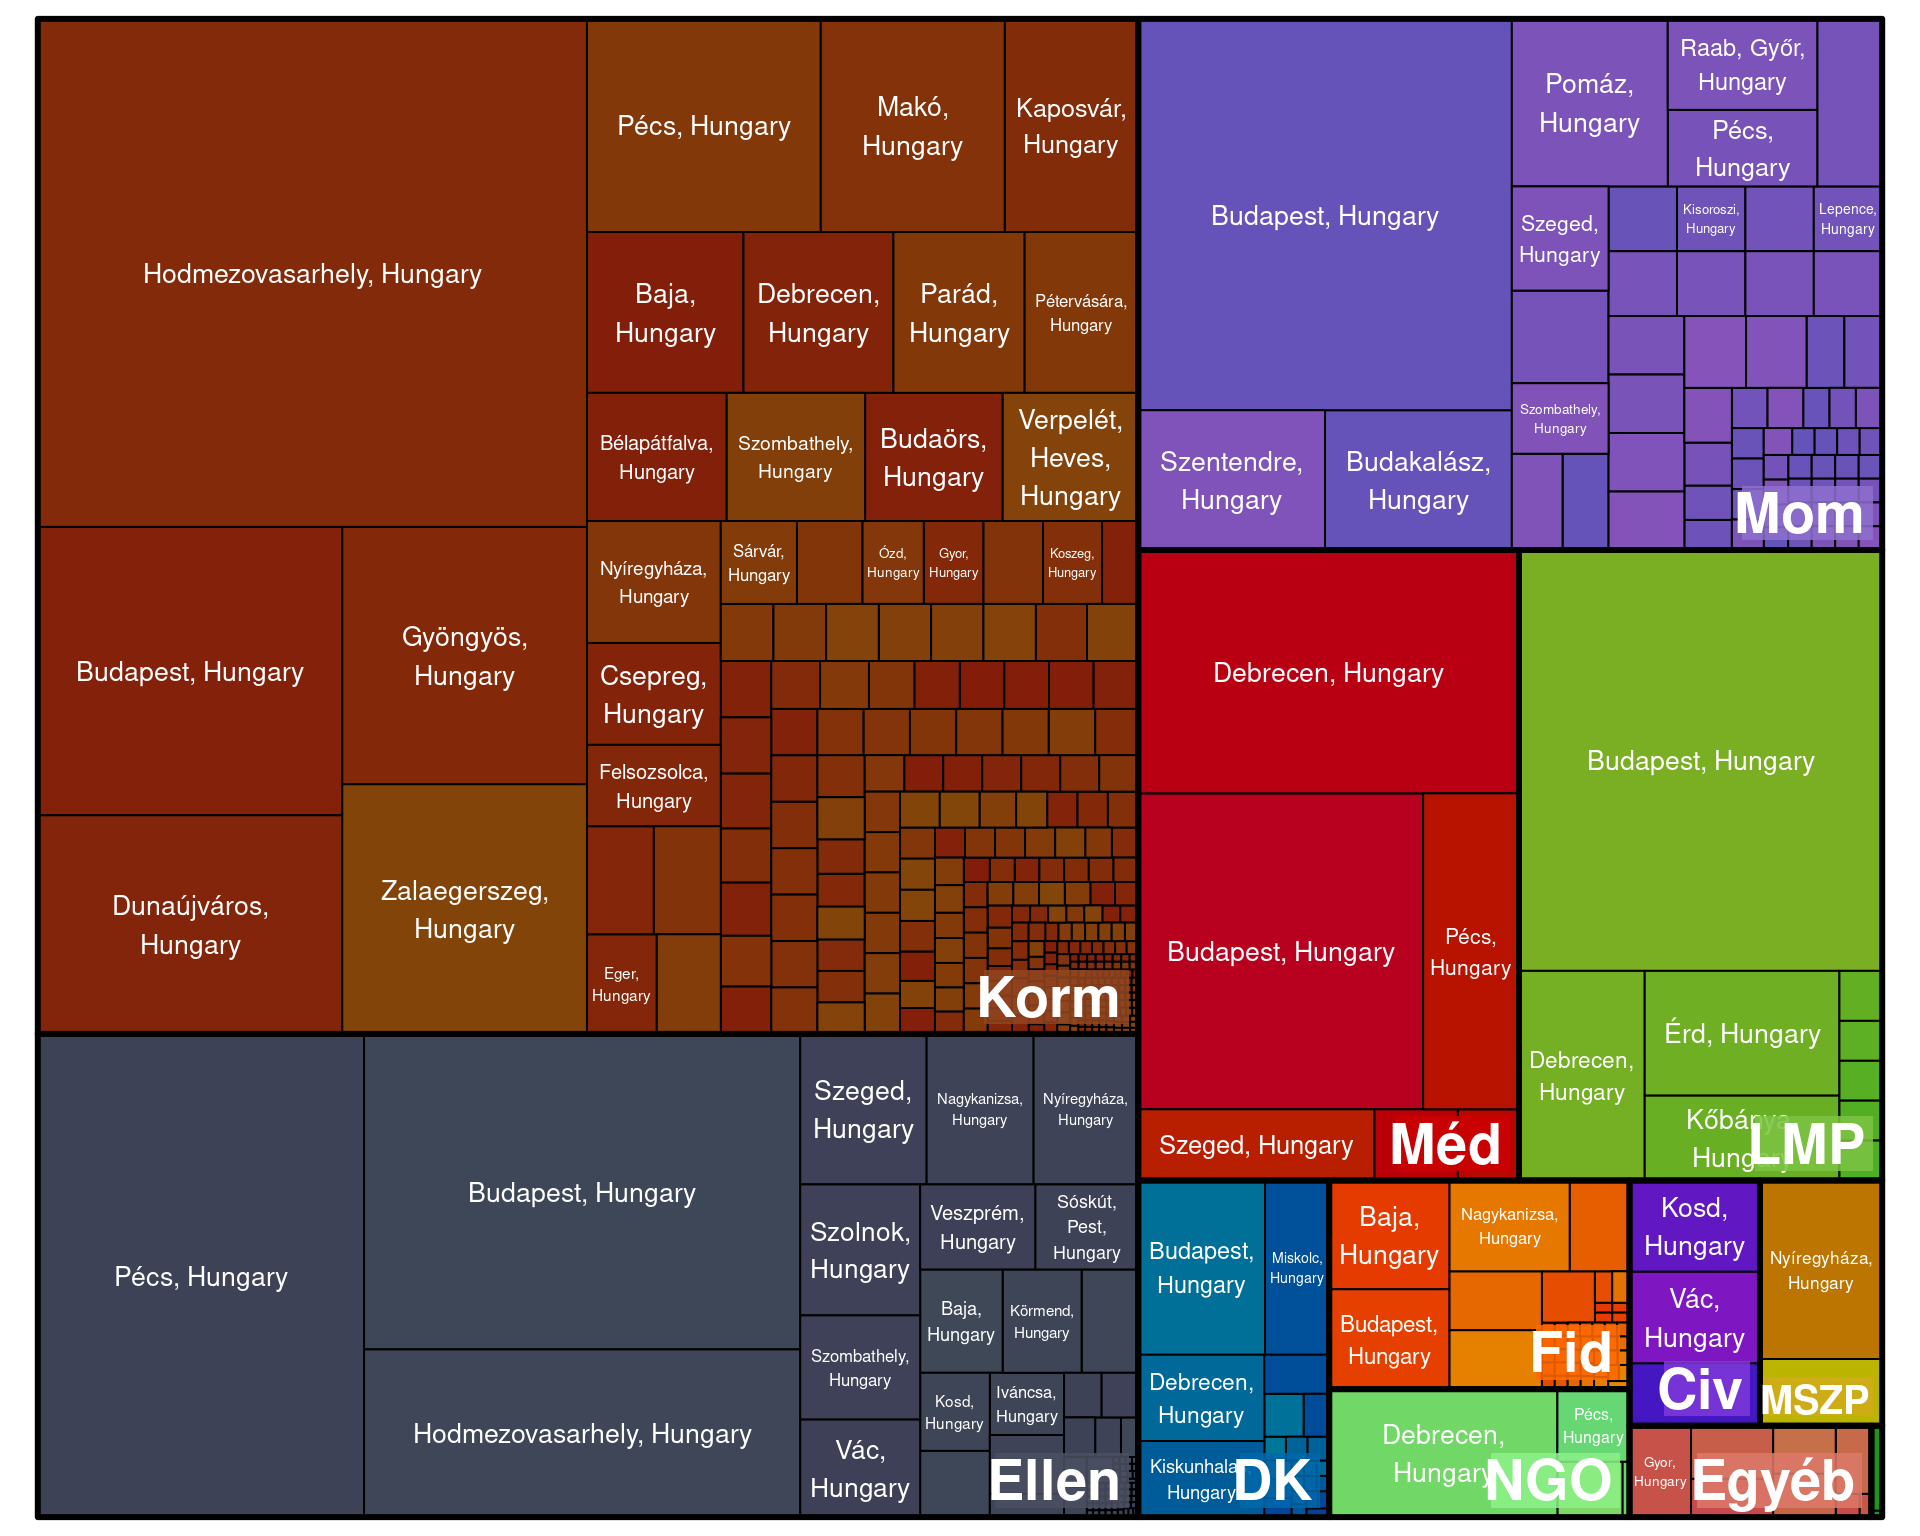 Hodmezovasarhely, Hungary
Pécs, Hungary
Makó,
Hungary
Kaposvár,
Hungary
Baja,
Hungary
Debrecen,
Hungary
Parád,
Hungary
Pétervására,
Hungary
Bélapátfalva,
Hungary
Szombathely,
Hungary
Budaörs,
Hungary
Verpelét,
Heves,
Hungary
Budapest, Hungary
Gyöngyös,
Hungary
Dunaújváros,
Hungary
Zalaegerszeg,
Hungary
Nyíregyháza,
Hungary
Sárvár,
Hungary
Ózd,
Hungary
Gyor,
Hungary
Koszeg,
Hungary
Csepreg,
Hungary
Felsozsolca,
Hungary
Eger,
Hungary
Korm
Pécs, Hungary
Budapest, Hungary
Hodmezovasarhely, Hungary
Szeged,
Hungary
Nagykanizsa,
Hungary
Nyíregyháza,
Hungary
Szolnok,
Hungary
Veszprém,
Hungary
Sóskút,
Pest,
Hungary
Szombathely,
Hungary
Baja,
Hungary
Körmend,
Hungary
Vác,
Hungary
Kosd,
Hungary
Iváncsa,
Hungary
Ellen
Budapest, Hungary
Pomáz,
Hungary
Raab, Győr,
Hungary
Pécs,
Hungary
Szeged,
Hungary
Kisoroszi,
Hungary
Lepence,
Hungary
Szombathely,
Hungary
Szentendre,
Hungary
Budakalász,
Hungary
Mom
Debrecen, Hungary
Budapest, Hungary
Pécs,
Hungary
Szeged, Hungary
Méd
Budapest, Hungary
Debrecen,
Hungary
Érd, Hungary
Kőbánya
Hungary
LMP
Budapest,
Hungary
Miskolc,
Hungary
Debrecen,
Hungary
Kiskunhalas,
Hungary
DK
Baja,
Hungary
Nagykanizsa,
Hungary
Budapest,
Hungary
Fid
Debrecen,
Hungary
Pécs,
Hungary
NGO
Kosd,
Hungary
Vác,
Hungary
Civ
Nyíregyháza,
Hungary
MSZP
Gyor,
Hungary
Egyéb